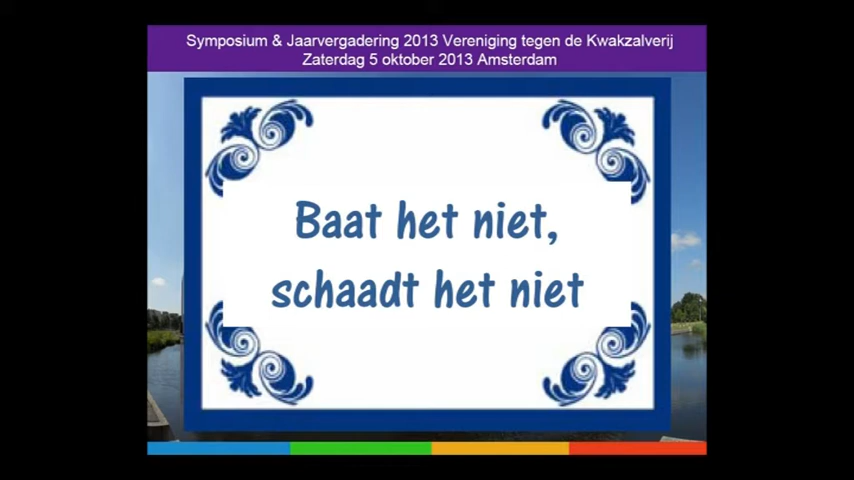 Symposium & Jaarvergadering 2013 Vereniging tegen de Kwakzalverij
Zaterdag 5 oktober 2013 Amsterdam
Baat het niet,
schaadt het niet